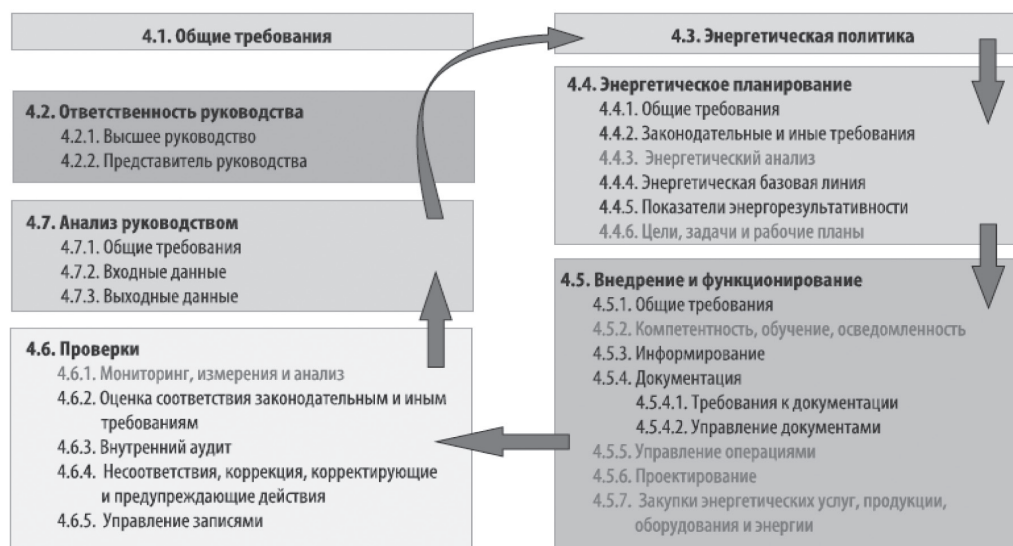 4.1. Общие требования
4.2. Ответственность руководства
4.2.1. Высшее руководство
4.2.2. Представитель руководства
4.7. Анализ руководством
4.7.1. Общие требования
4.7.2. Входные данные
4.7.3. Выходные данные
4.6. Проверки
4.6.1. Мониторинг, измерения и анализ
4.6.2. Оценка соответствия законодательным и иным
требованиям
4.6.3. Внутренний аудит
4.6.4. Несоответствия, коррекция, корректирующие
и предупреждающие действия
4.6.5. Управление записями
4.3. Энергетическая политика
4.4. Энергетическое планирование
4.4.1. Общие требования
4.4.2. Законодательные и иные требования
4.4.3. Энергетический анализ
4.4.4. Энергетическая базовая линия
4.4.5. Показатели энергорезультативности
4.4.6. Цели, задачи и рабочие планы
4.5. Внедрение и функционирование
4.5.1. Общие требования
4.5.2. Компетентность, обучение, осведомленность
4.5.3. Информирование
4.5.4. Документация
4.5.4.1. Требования к документации
4.5.4.2. Управление документами
4.5.5. Управление операциями
4.5.6. Проектирование
4.5.7. Закупки энергетических услуг, продукции,
оборудования и энергии